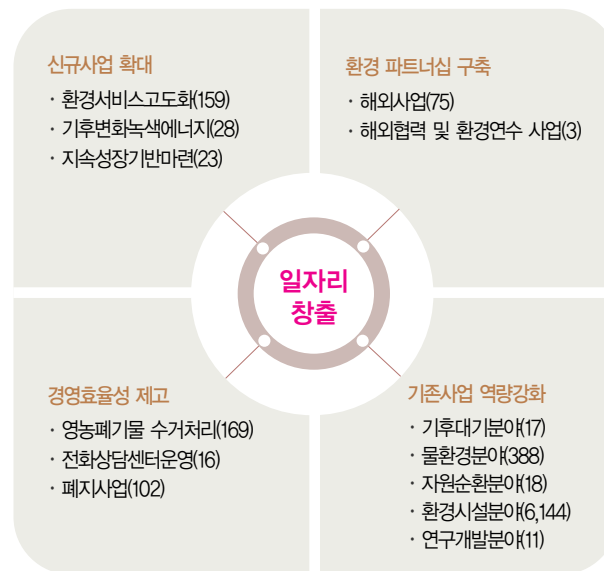 신규사업 확대
· 환경서비스고도화(159)
· 기후변화녹색에너지(28)
· 지속성장기반마련(23)
환경 파트너십 구축
· 해외사업(75)
· 해외협력 및 환경연수 사업(3)
일자리
창출
경영효율성 제고
· 영농폐기물 수거처리(169)
· 전화상담센터운영(16)
· 폐지사업(102)
기존사업 역량강화
· 기후대기분야(17)
· 물환경분야(388)
· 자원순환분야(18)
· 환경시설분야(6,144)
· 연구개발분야(11)